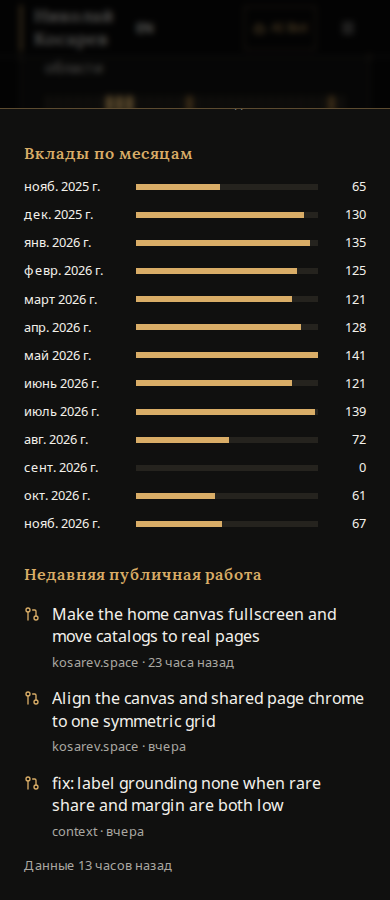 Николай
Косарев
области
Вклады по месяцам
нояб. 2025 г. 65
дек. 2025 г. 130
янв. 2026 г. 135
февр. 2026 г. 125
март 2026 г. 121
апр. 2026 г. 128
май 2026 г. 141
июнь 2026 г. 121
июль 2026 г. 139
авг. 2026 г. 72
сент. 2026 г. 0
окт. 2026 г. 61
нояб. 2026 г. 67
Недавняя публичная работа
Make the home canvas fullscreen and
move catalogs to real pages
kosarev.space · 23 часа назад
Align the canvas and shared page chrome
to one symmetric grid
kosarev.space · вчера
fix: label grounding none when rare
share and margin are both low
context · вчера
Данные 13 часов назад